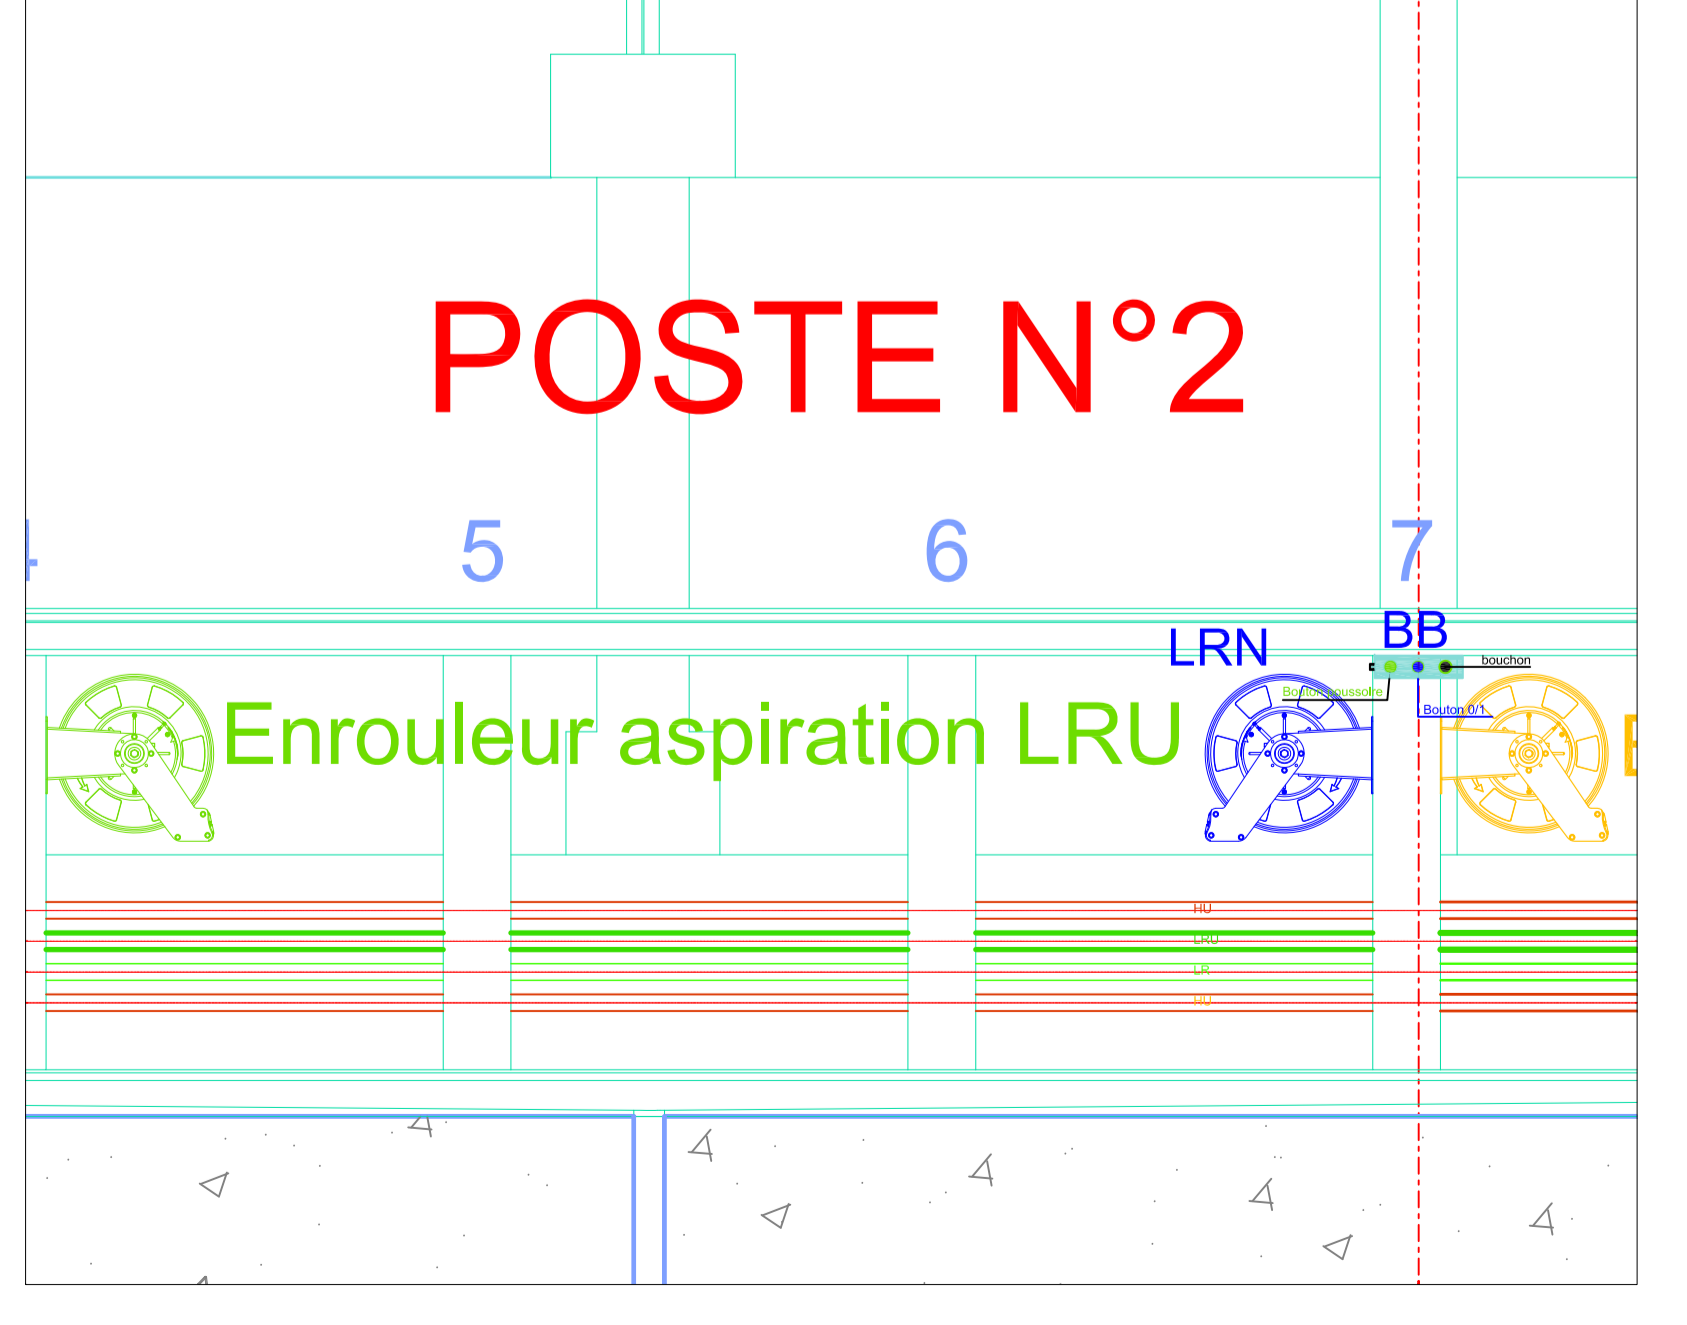 POSTE N°2
4 5 6 7
BB
LRN
bouchon
Bouton poussoire
Bouton 0/1
Enrouleur aspiration LRU
E
HU
LRU
LR
HU